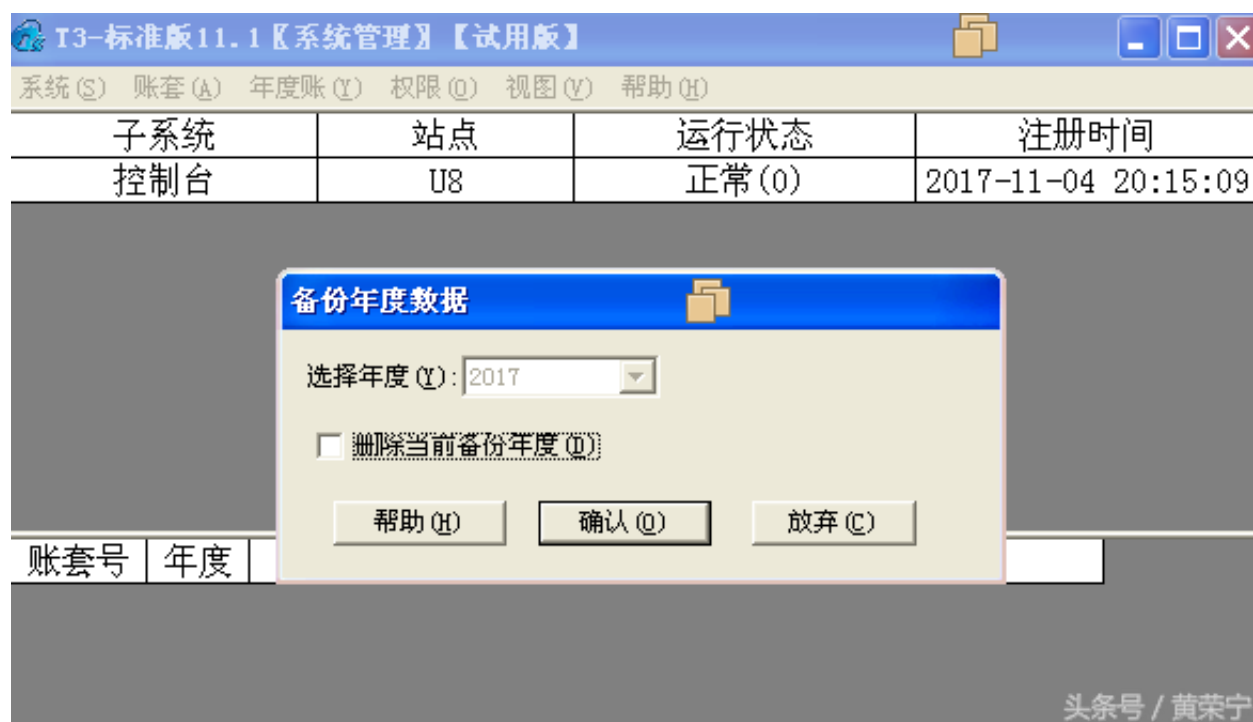 T3-标准版11.1〖系统管理〗【试用版】
系统(S) 账套(A) 年度账(Y) 权限(O) 视图(V) 帮助(H)
子系统 站点 运行状态 注册时间
控制台 U8 正常(0) 2017-11-04 20:15:09
备份年度数据
选择年度(Y): 2017
删除当前备份年度(D)
帮助(H) 确认(O) 放弃(C)
账套号 年度
头条号 / 黄荣宁